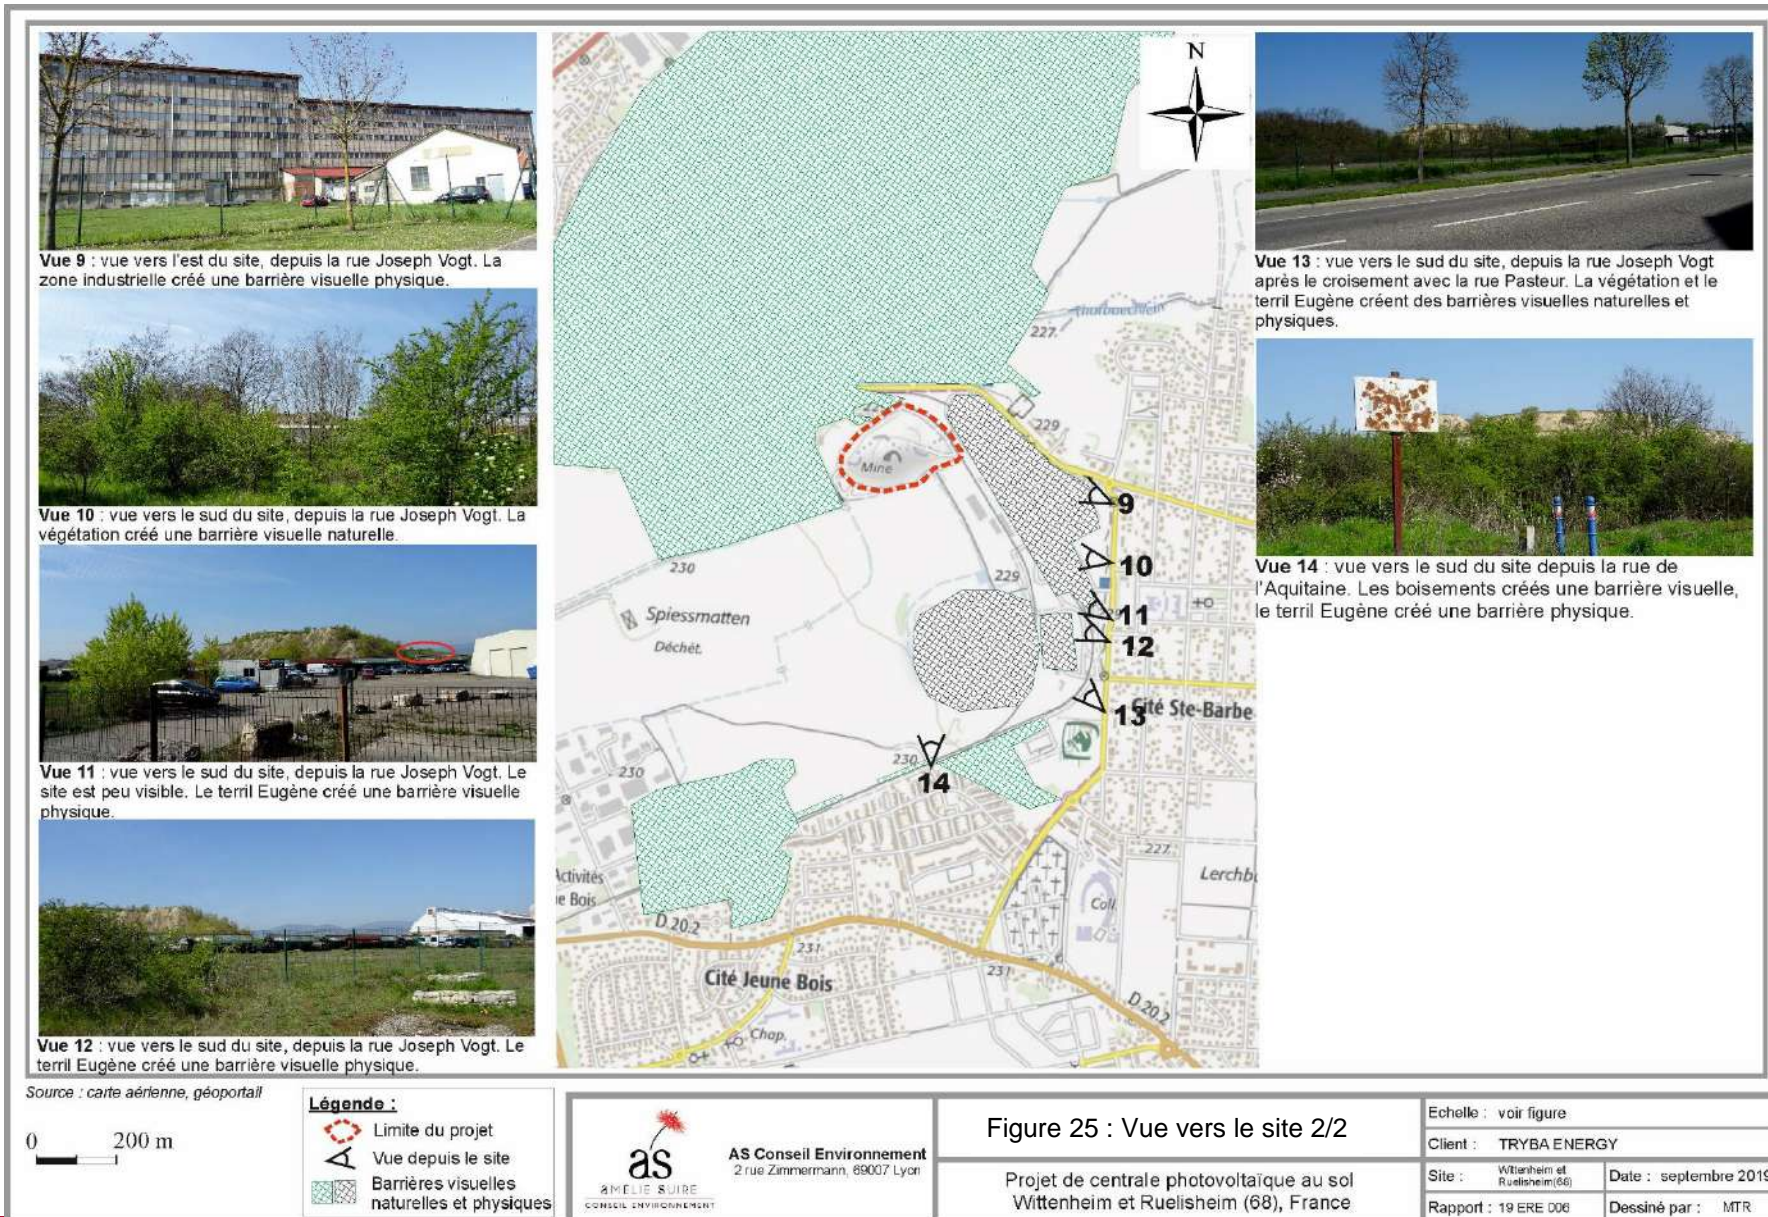 Vue 9 : vue vers l'est du site, depuis la rue Joseph Vogt. La
zone industrielle créé une barrière visuelle physique.
Vue 10 : vue vers le sud du site, depuis la rue Joseph Vogt. La
végétation créé une barrière visuelle naturelle.
Vue 11 : vue vers le sud du site, depuis la rue Joseph Vogt. Le
site est peu visible. Le terril Eugène créé une barrière visuelle
physique.
Vue 12 : vue vers le sud du site, depuis la rue Joseph Vogt. Le
terril Eugène créé une barrière visuelle physique.
N
227
229
Mine
9
230
229
10
Spiessmatten
Déchét.
11
12
13
Cité Ste-Barbe
230
14
230
227
Activités
e Bois
Lerchb
Coll.
D 20.2
231
231
Cité Jeune Bois
D 20.2
Chap.
Vue 13 : vue vers le sud du site, depuis la rue Joseph Vogt
après le croisement avec la rue Pasteur. La végétation et le
terril Eugène créent des barrières visuelles naturelles et
physiques.
Vue 14 : vue vers le sud du site depuis la rue de
l'Aquitaine. Les boisements créés une barrière visuelle,
le terril Eugène créé une barrière physique.
Source : carte aérienne, géoportail
0 200 m
Légende :
Limite du projet
Vue depuis le site
Barrières visuelles
naturelles et physiques
as
AMELIE SUIRE
CONSEIL ENVIRONNEMENT
AS Conseil Environnement
2 rue Zimmermann, 69007 Lyon
Figure 25 : Vue vers le site 2/2
Projet de centrale photovoltaïque au sol
Wittenheim et Ruelisheim (68), France
Echelle : voir figure
Client : TRYBA ENERGY
Site : Wittenheim et
Ruelisheim(68)
Date : septembre 2019
Rapport : 19 ERE 006
Dessiné par : MTR